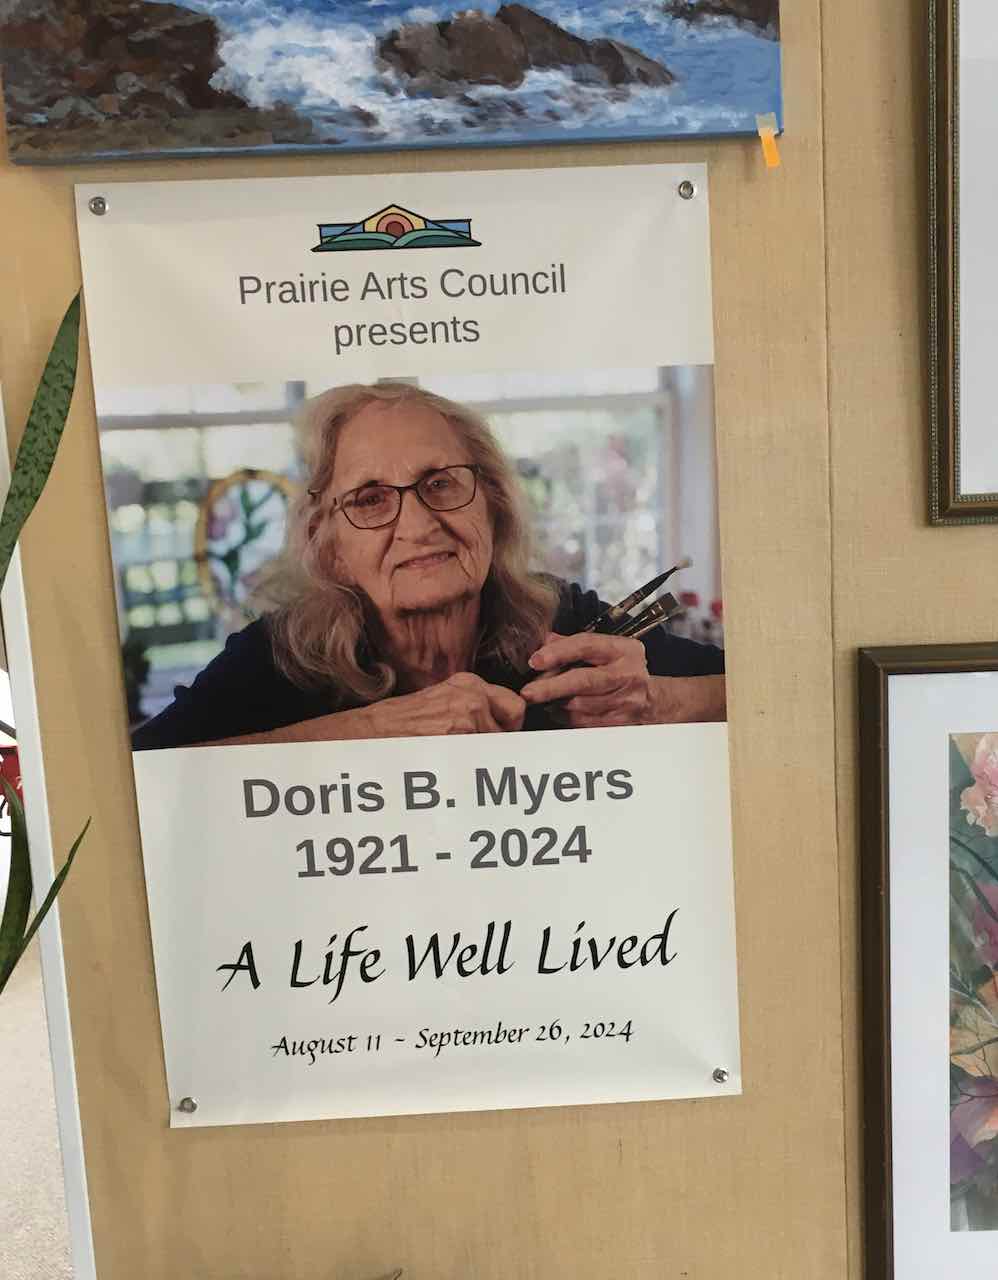 Prairie Arts Council
presents
Doris B. Myers
1921 - 2024
A Life Well Lived
August 11 - September 26, 2024